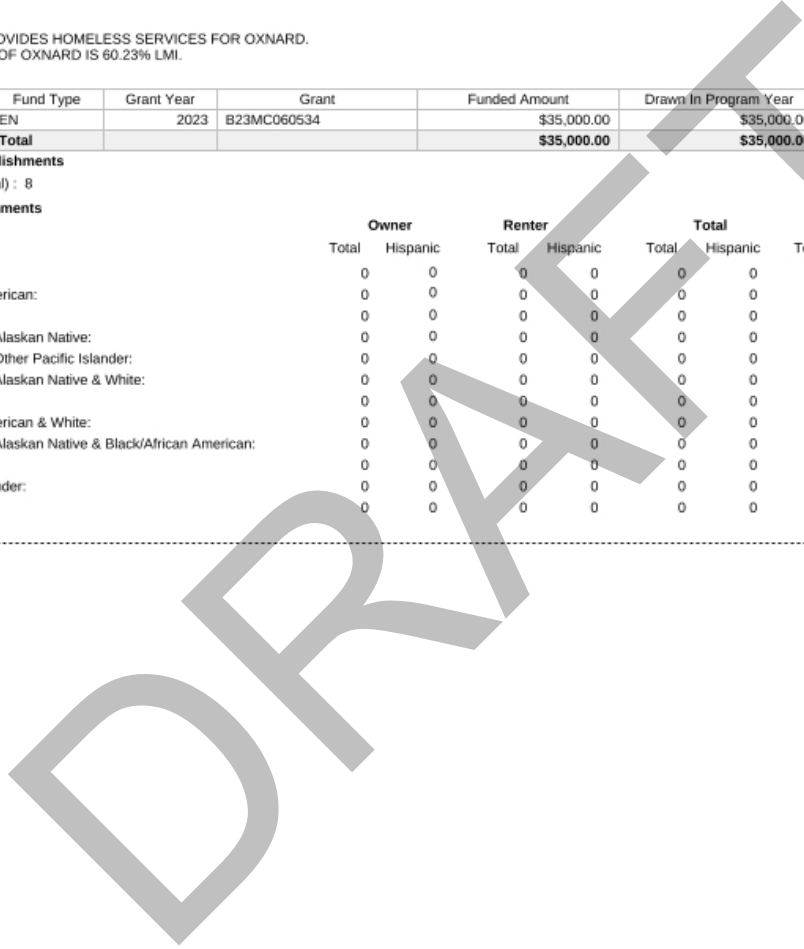 OVIDES HOMELESS SERVICES FOR OXNARD.
OF OXNARD IS 60.23% LMI.
Fund Type Grant Year Grant Funded Amount Drawn In Program Year
EN 2023 B23MC060534 $35,000.00 $35,000.0
Total $35,000.00 $35,000.0
lishments
l) : 8
ments
Owner Renter Total
Total Hispanic Total Hispanic Total Hispanic To
0 0 0 0 0 0
erican: 0 0 0 0 0 0
0 0 0 0 0 0
Alaskan Native: 0 0 0 0 0 0
Other Pacific Islander: 0 0 0 0 0 0
Alaskan Native & White: 0 0 0 0 0 0
0 0 0 0 0 0
erican & White: 0 0 0 0 0 0
Alaskan Native & Black/African American: 0 0 0 0 0 0
0 0 0 0 0 0
nder: 0 0 0 0 0 0
0 0 0 0 0 0
DRAFT